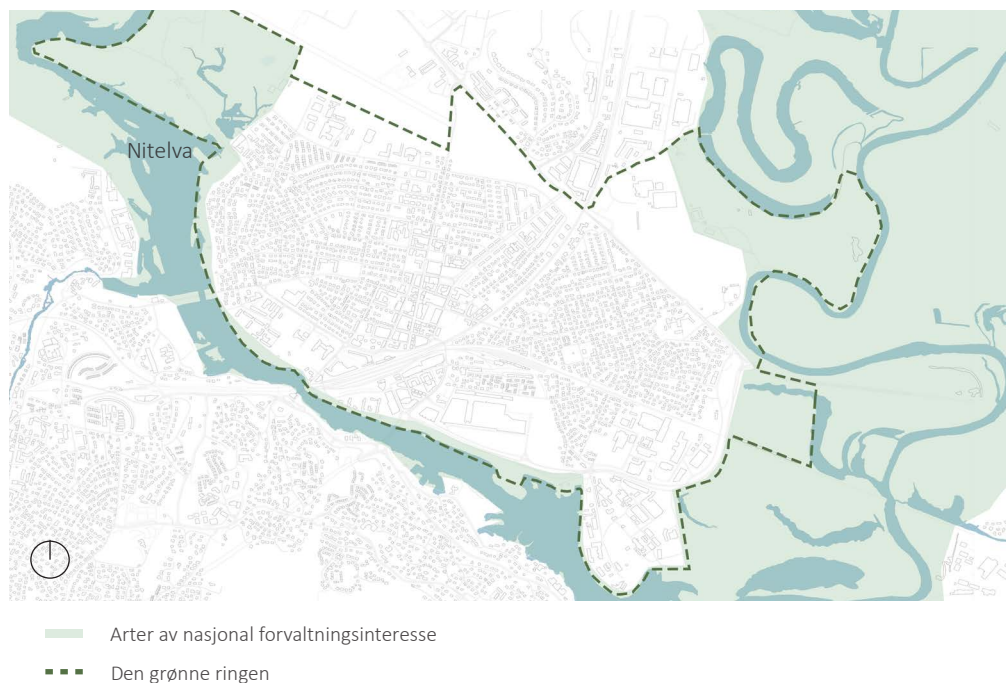 Nitelva
Arter av nasjonal forvaltningsinteresse
Den grønne ringen